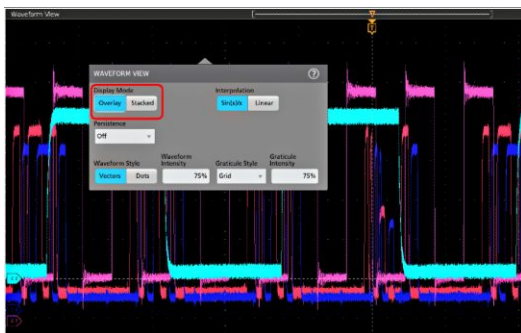 Waveform View
T
WAVEFORM VIEW
?
Display Mode
Overlay
Stacked
Interpolation
Sin(x)/x
Linear
Persistence
Off
Waveform Style
Vectors
Dots
Waveform
Intensity
75%
Graticule Style
Grid
Graticule
Intensity
75%